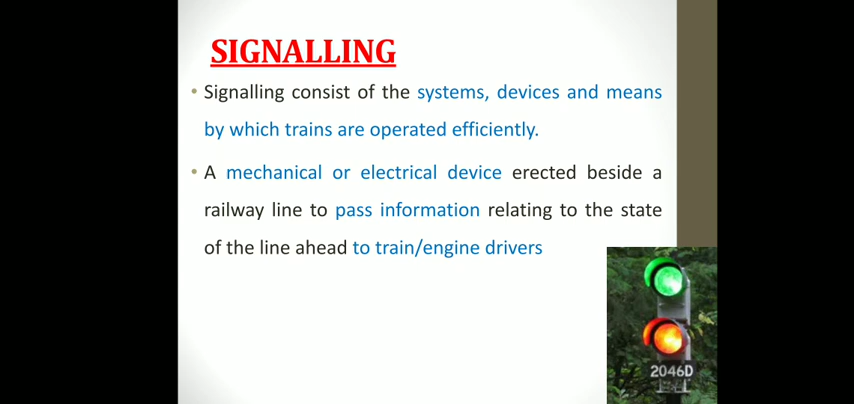 SIGNALLING
• Signalling consist of the systems, devices and means
by which trains are operated efficiently.
• A mechanical or electrical device erected beside a
railway line to pass information relating to the state
of the line ahead to train/engine drivers
2046D